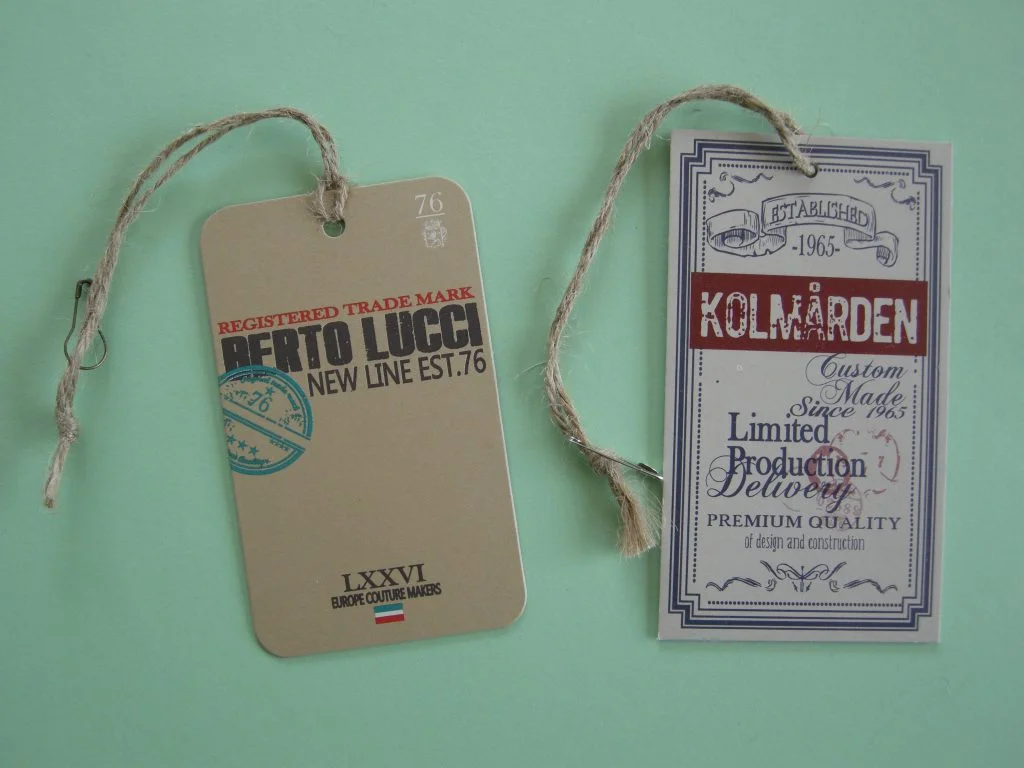 76
REGISTERED TRADE MARK
BERTO LUCCI
NEW LINE EST.76
76
LXXVI
EUROPE COUTURE MAKERS
ESTABLISHED
-1965-
KOLMÅRDEN
Custom
Made
Since 1965
Limited
Production
Delivery
PREMIUM QUALITY
of design and construction